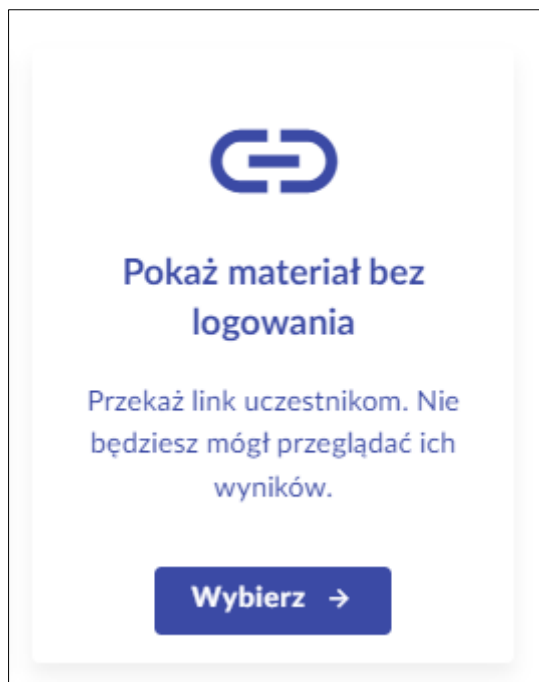 Pokaż materiał bez
logowania
Przekaż link uczestnikom. Nie
będziesz mógł przeglądać ich
wyników.
Wybierz →